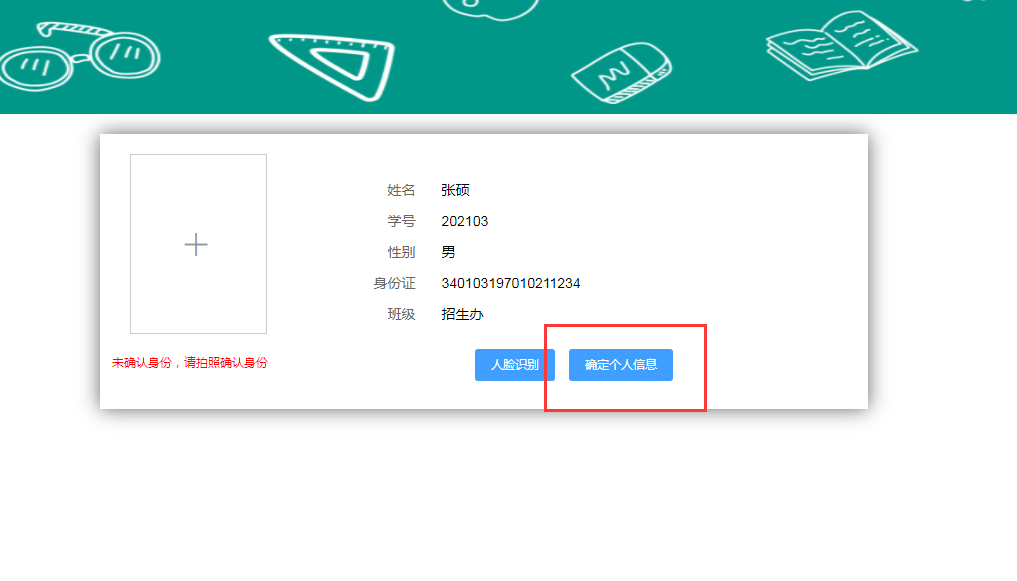 姓名 张硕
学号 202103
性别 男
身份证 340103197010211234
班级 招生办
未确认身份，请拍照确认身份
人脸识别 确定个人信息